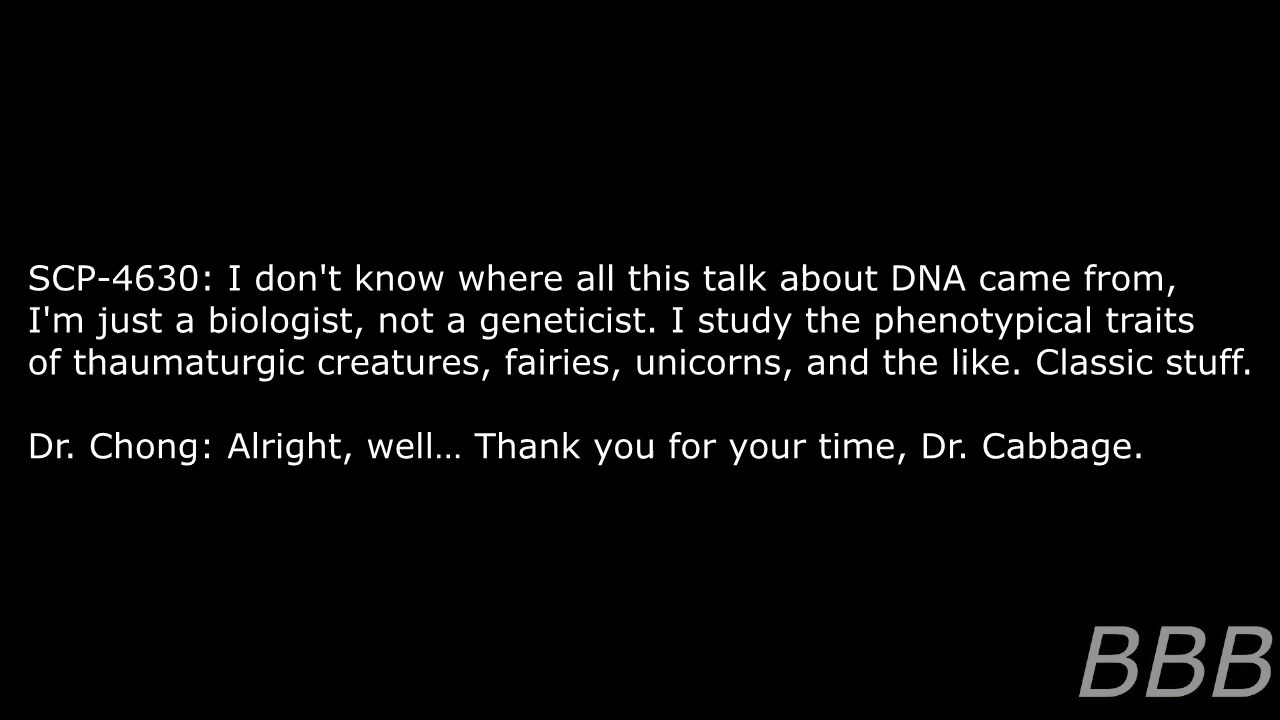 SCP-4630: I don't know where all this talk about DNA came from,
I'm just a biologist, not a geneticist. I study the phenotypical traits
of thaumaturgic creatures, fairies, unicorns, and the like. Classic stuff.
Dr. Chong: Alright, well… Thank you for your time, Dr. Cabbage.
BBB